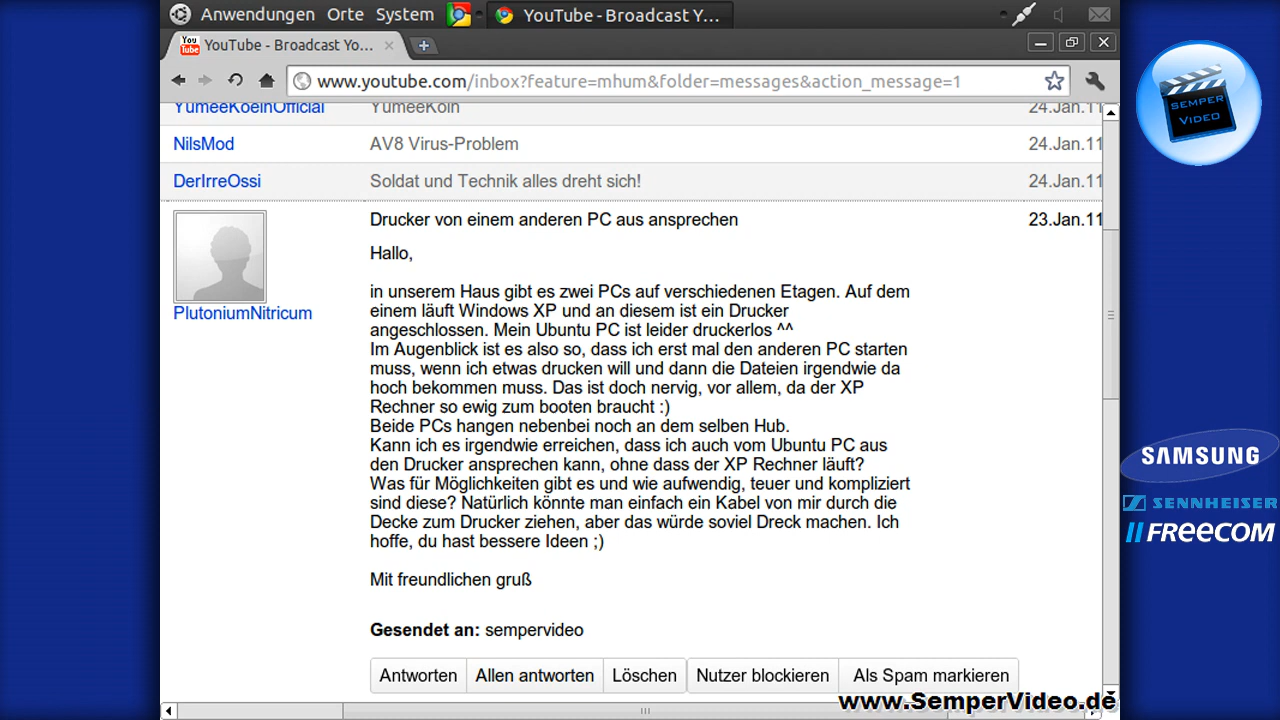 Anwendungen Orte System YouTube - Broadcast Y...
YouTube - Broadcast Yo...
www.youtube.com/inbox?feature=mhum&folder=messages&action_message=1
YumeeKoelnOfficial YumeeKöln 24.Jan.11
NilsMod AV8 Virus-Problem 24.Jan.11
DerIrreOssi Soldat und Technik alles dreht sich! 24.Jan.11
Drucker von einem anderen PC aus ansprechen 23.Jan.11
PlutoniumNitricum
Hallo,
in unserem Haus gibt es zwei PCs auf verschiedenen Etagen. Auf dem
einem läuft Windows XP und an diesem ist ein Drucker
angeschlossen. Mein Ubuntu PC ist leider druckerlos ^^
Im Augenblick ist es also so, dass ich erst mal den anderen PC starten
muss, wenn ich etwas drucken will und dann die Dateien irgendwie da
hoch bekommen muss. Das ist doch nervig, vor allem, da der XP
Rechner so ewig zum booten braucht :)
Beide PCs hangen nebenbei noch an dem selben Hub.
Kann ich es irgendwie erreichen, dass ich auch vom Ubuntu PC aus
den Drucker ansprechen kann, ohne dass der XP Rechner läuft?
Was für Möglichkeiten gibt es und wie aufwendig, teuer und kompliziert
sind diese? Natürlich könnte man einfach ein Kabel von mir durch die
Decke zum Drucker ziehen, aber das würde soviel Dreck machen. Ich
hoffe, du hast bessere Ideen ;)
Mit freundlichen gruß
Gesendet an: sempervideo
Antworten Allen antworten Löschen Nutzer blockieren Als Spam markieren
www.SemperVideo.de
SEMPER
VIDEO
SAMSUNG
SENNHEISER
FREECOM
You
Tube